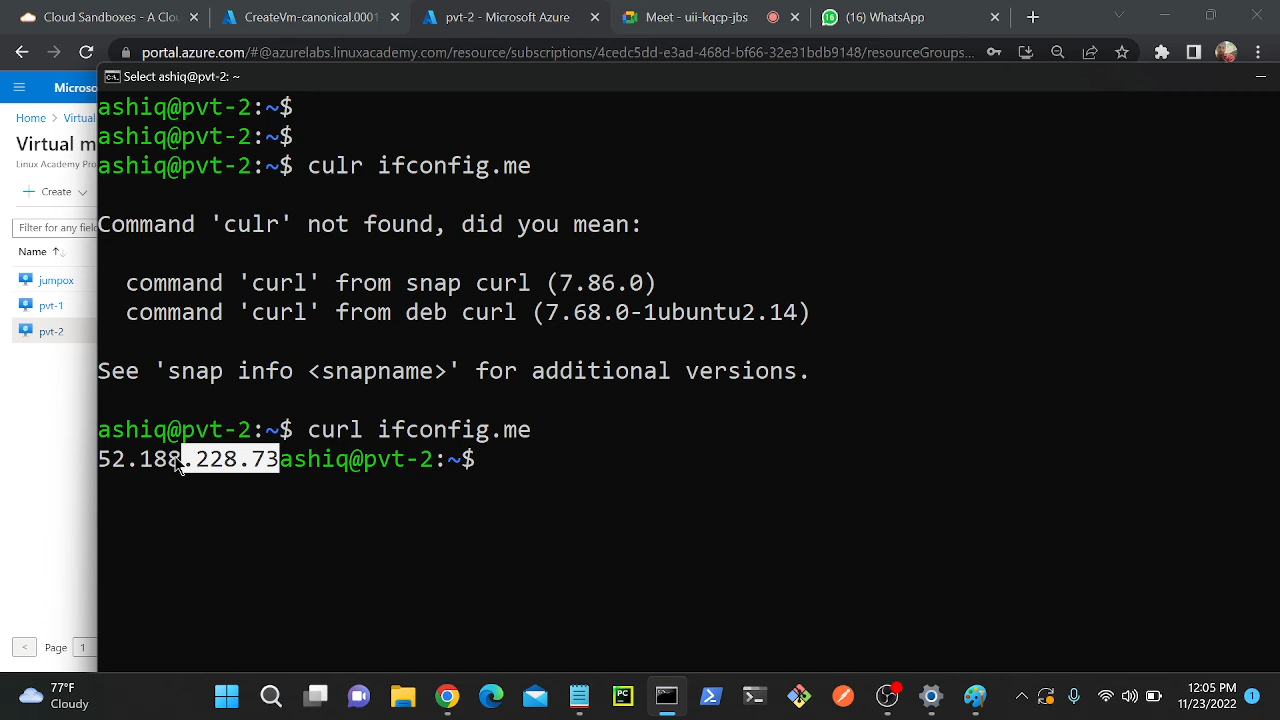 Cloud Sandboxes - A Clou
CreateVm-canonical.0001
pvt-2 - Microsoft Azure
Meet - uii-kqqr-jbs
(16) WhatsApp
portal.azure.com/#@azurelabs.linuxacademy.com/resource/subscriptions/4cedc5d-e3ad-468d-bf66-32e31bdb9148/resourceGroups...
Microso
Select ashiq@pvt-2: ~
Home > Virtual
Virtual m
Linux Academy Pro
+ Create
Filter for any field
Name ↑↓
jumpox
pvt-1
pvt-2
< Page 1
ashiq@pvt-2:~$
ashiq@pvt-2:~$
ashiq@pvt-2:~$ culr ifconfig.me
Command 'culr' not found, did you mean:
command 'curl' from snap curl (7.86.0)
command 'curl' from deb curl (7.68.0-1ubuntu2.14)
See 'snap info <snapname>' for additional versions.
ashiq@pvt-2:~$ curl ifconfig.me
52.188.228.73ashiq@pvt-2:~$
77°F
Cloudy
PC
12:05 PM
11/23/2022
1